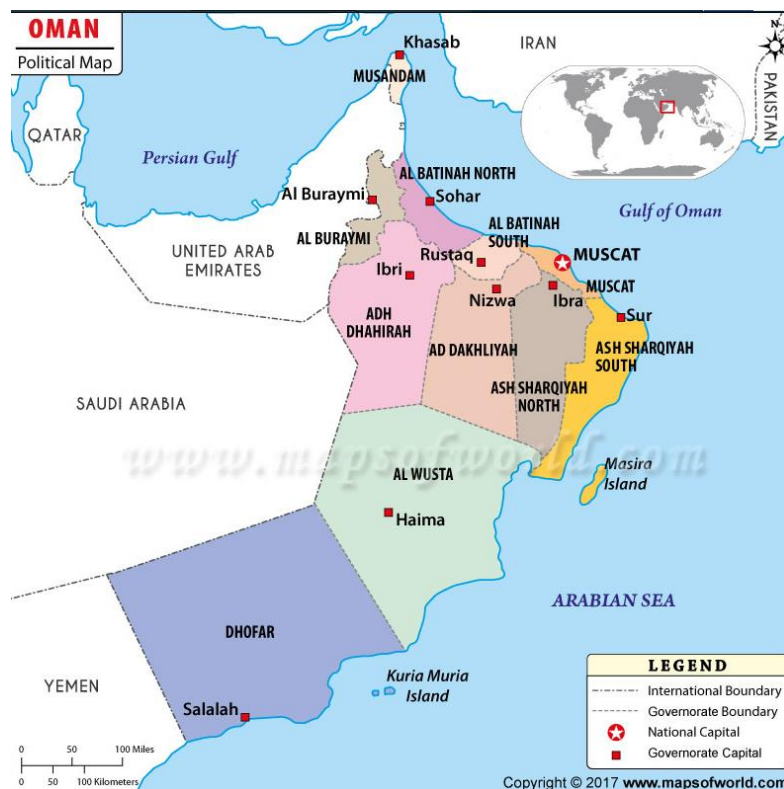 OMAN
Political Map
Khasab
MUSANDAM
IRAN
N
PAKISTAN
QATAR
Persian Gulf
AL BATINAH NORTH
Al Buraymi
Sohar
Gulf of Oman
AL BURAYMI
AL BATINAH
SOUTH
UNITED ARAB
EMIRATES
Rustaq
MUSCAT
Ibri
Nizwa
Ibra
MUSCAT
Sur
ADH
DHAHIRAH
AD DAKHLIYAH
ASH SHARQIYAH
SOUTH
ASH SHARQIYAH
NORTH
SAUDI ARABIA
www.mapsofworld.com
Masira
Island
AL WUSTA
Haima
ARABIAN SEA
DHOFAR
YEMEN
Kuria Muria
Island
Salalah
LEGEND
International Boundary
Governorate Boundary
National Capital
Governorate Capital
0 50 100 Miles
0 50 100 Kilometers
Copyright © 2017 www.mapsofworld.com